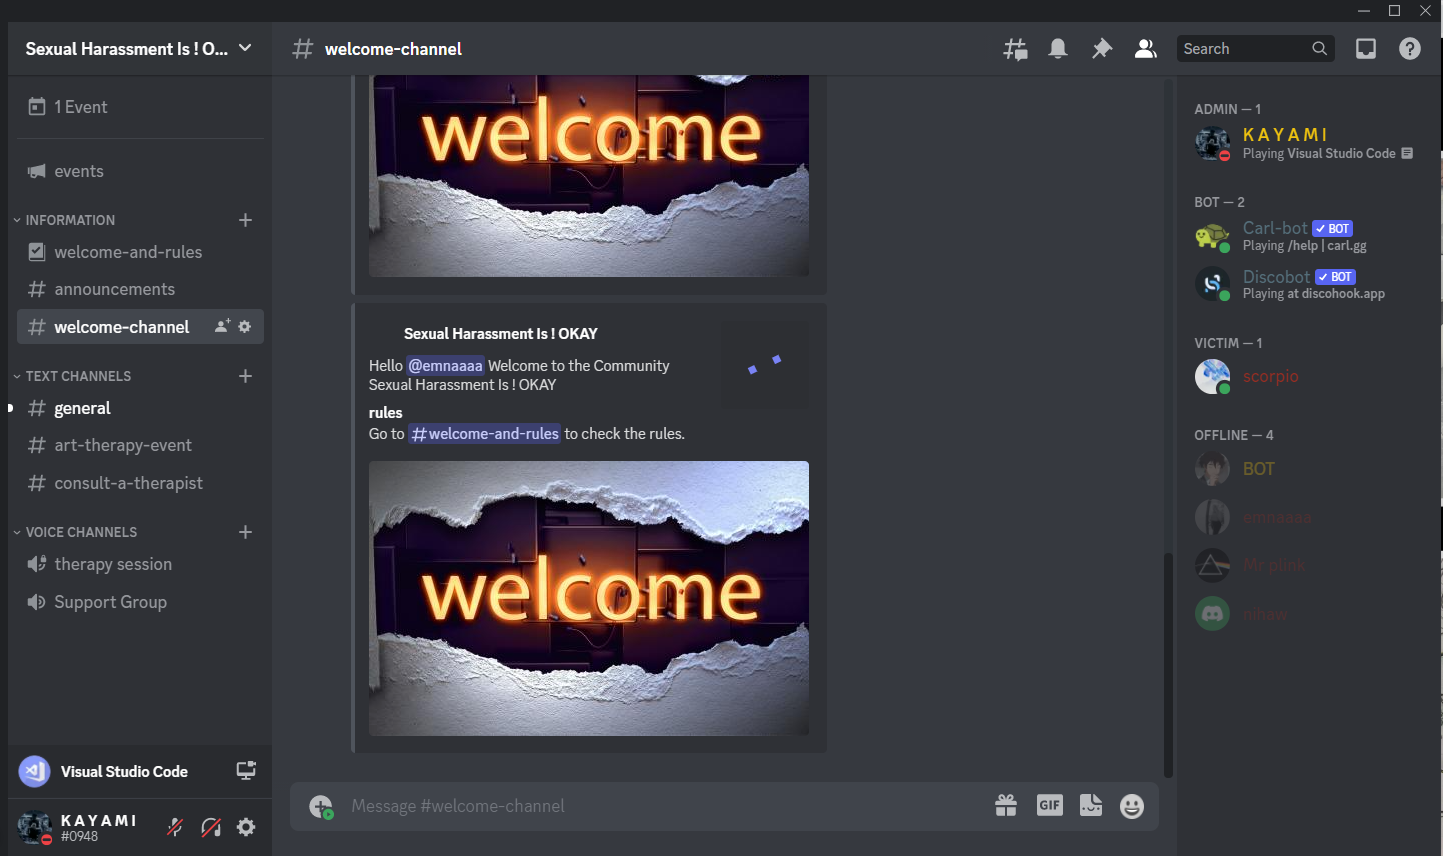 Sexual Harassment Is ! O...
1 Event
events
INFORMATION
welcome-and-rules
announcements
welcome-channel
TEXT CHANNELS
general
art-therapy-event
consult-a-therapist
VOICE CHANNELS
therapy session
Support Group
Visual Studio Code
K A Y A M I
#0948
welcome-channel
Search
welcome
Sexual Harassment Is ! OKAY
Hello @emnaaaa Welcome to the Community
Sexual Harassment Is ! OKAY
rules
Go to #welcome-and-rules to check the rules.
welcome
Message #welcome-channel
GIF
ADMIN — 1
K A Y A M I
Playing Visual Studio Code
BOT — 2
Carl-bot BOT
Playing /help | carl.gg
Discobot BOT
Playing at discohook.app
VICTIM — 1
scorpio
OFFLINE — 4
BOT
emnaaaa
Mr plink
nihaw